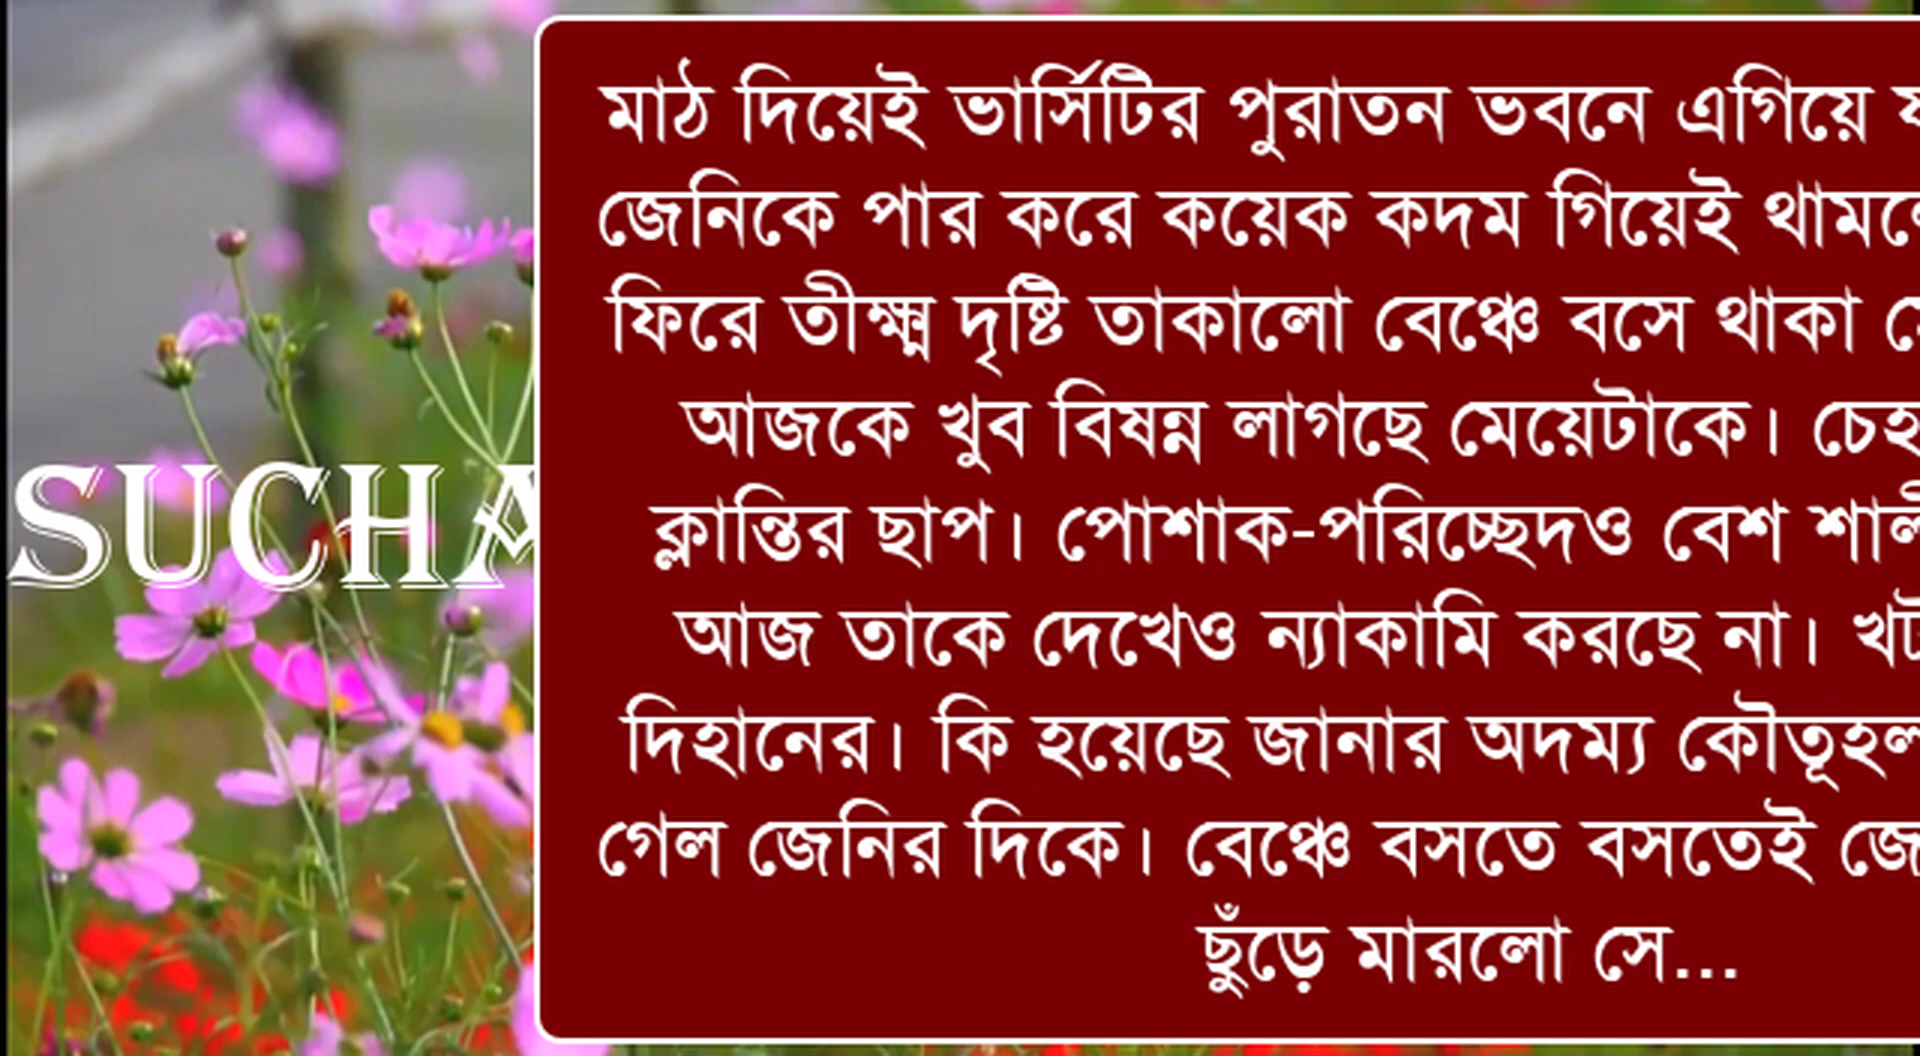 মাঠ দিয়েই ভার্সিটির পুরাতন ভবনে এগিয়ে
জেনিকে পার করে কয়েক কদম গিয়েই
ফিরে তীক্ষ্ম দৃষ্টি তাকালো বেঞ্চে বসে থাকা
আজকে খুব বিষন্ন লাগছে মেয়েটাকে।
SUCHA
ক্লান্তির ছাপ। পোশাক-পরিচ্ছেদও বেশ
আজ তাকে দেখেও ন্যাকামি করছে না।
দিহানের। কি হয়েছে জানার অদম্য কৌতূহল
গেল জেনির দিকে। বেঞ্চে বসতে বসতেই
ছুঁড়ে মারলো সে...